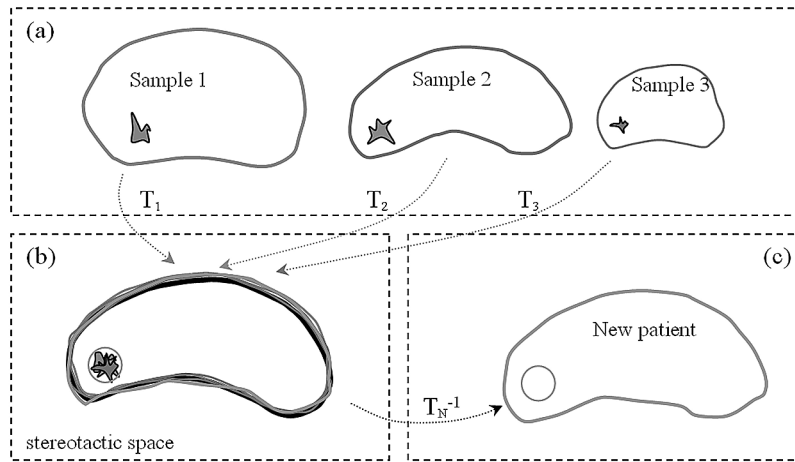 (a)
Sample 1
Sample 2
Sample 3
T1
T2
T3
(b)
(c)
New patient
TN-1
stereotactic space